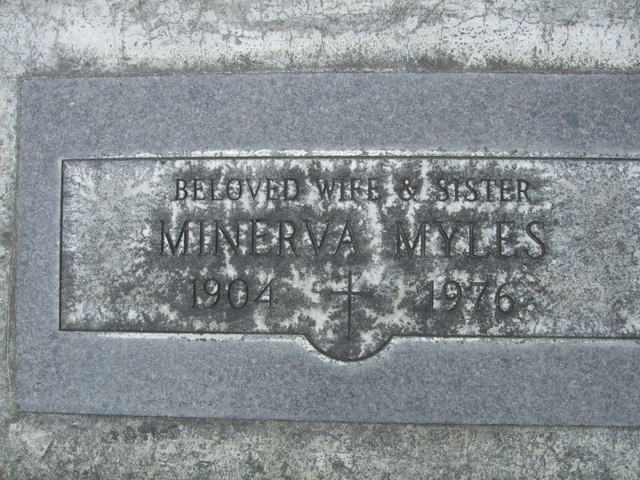 BELOVED WIFE & SISTER
MINERVA MYLES
1904 1976